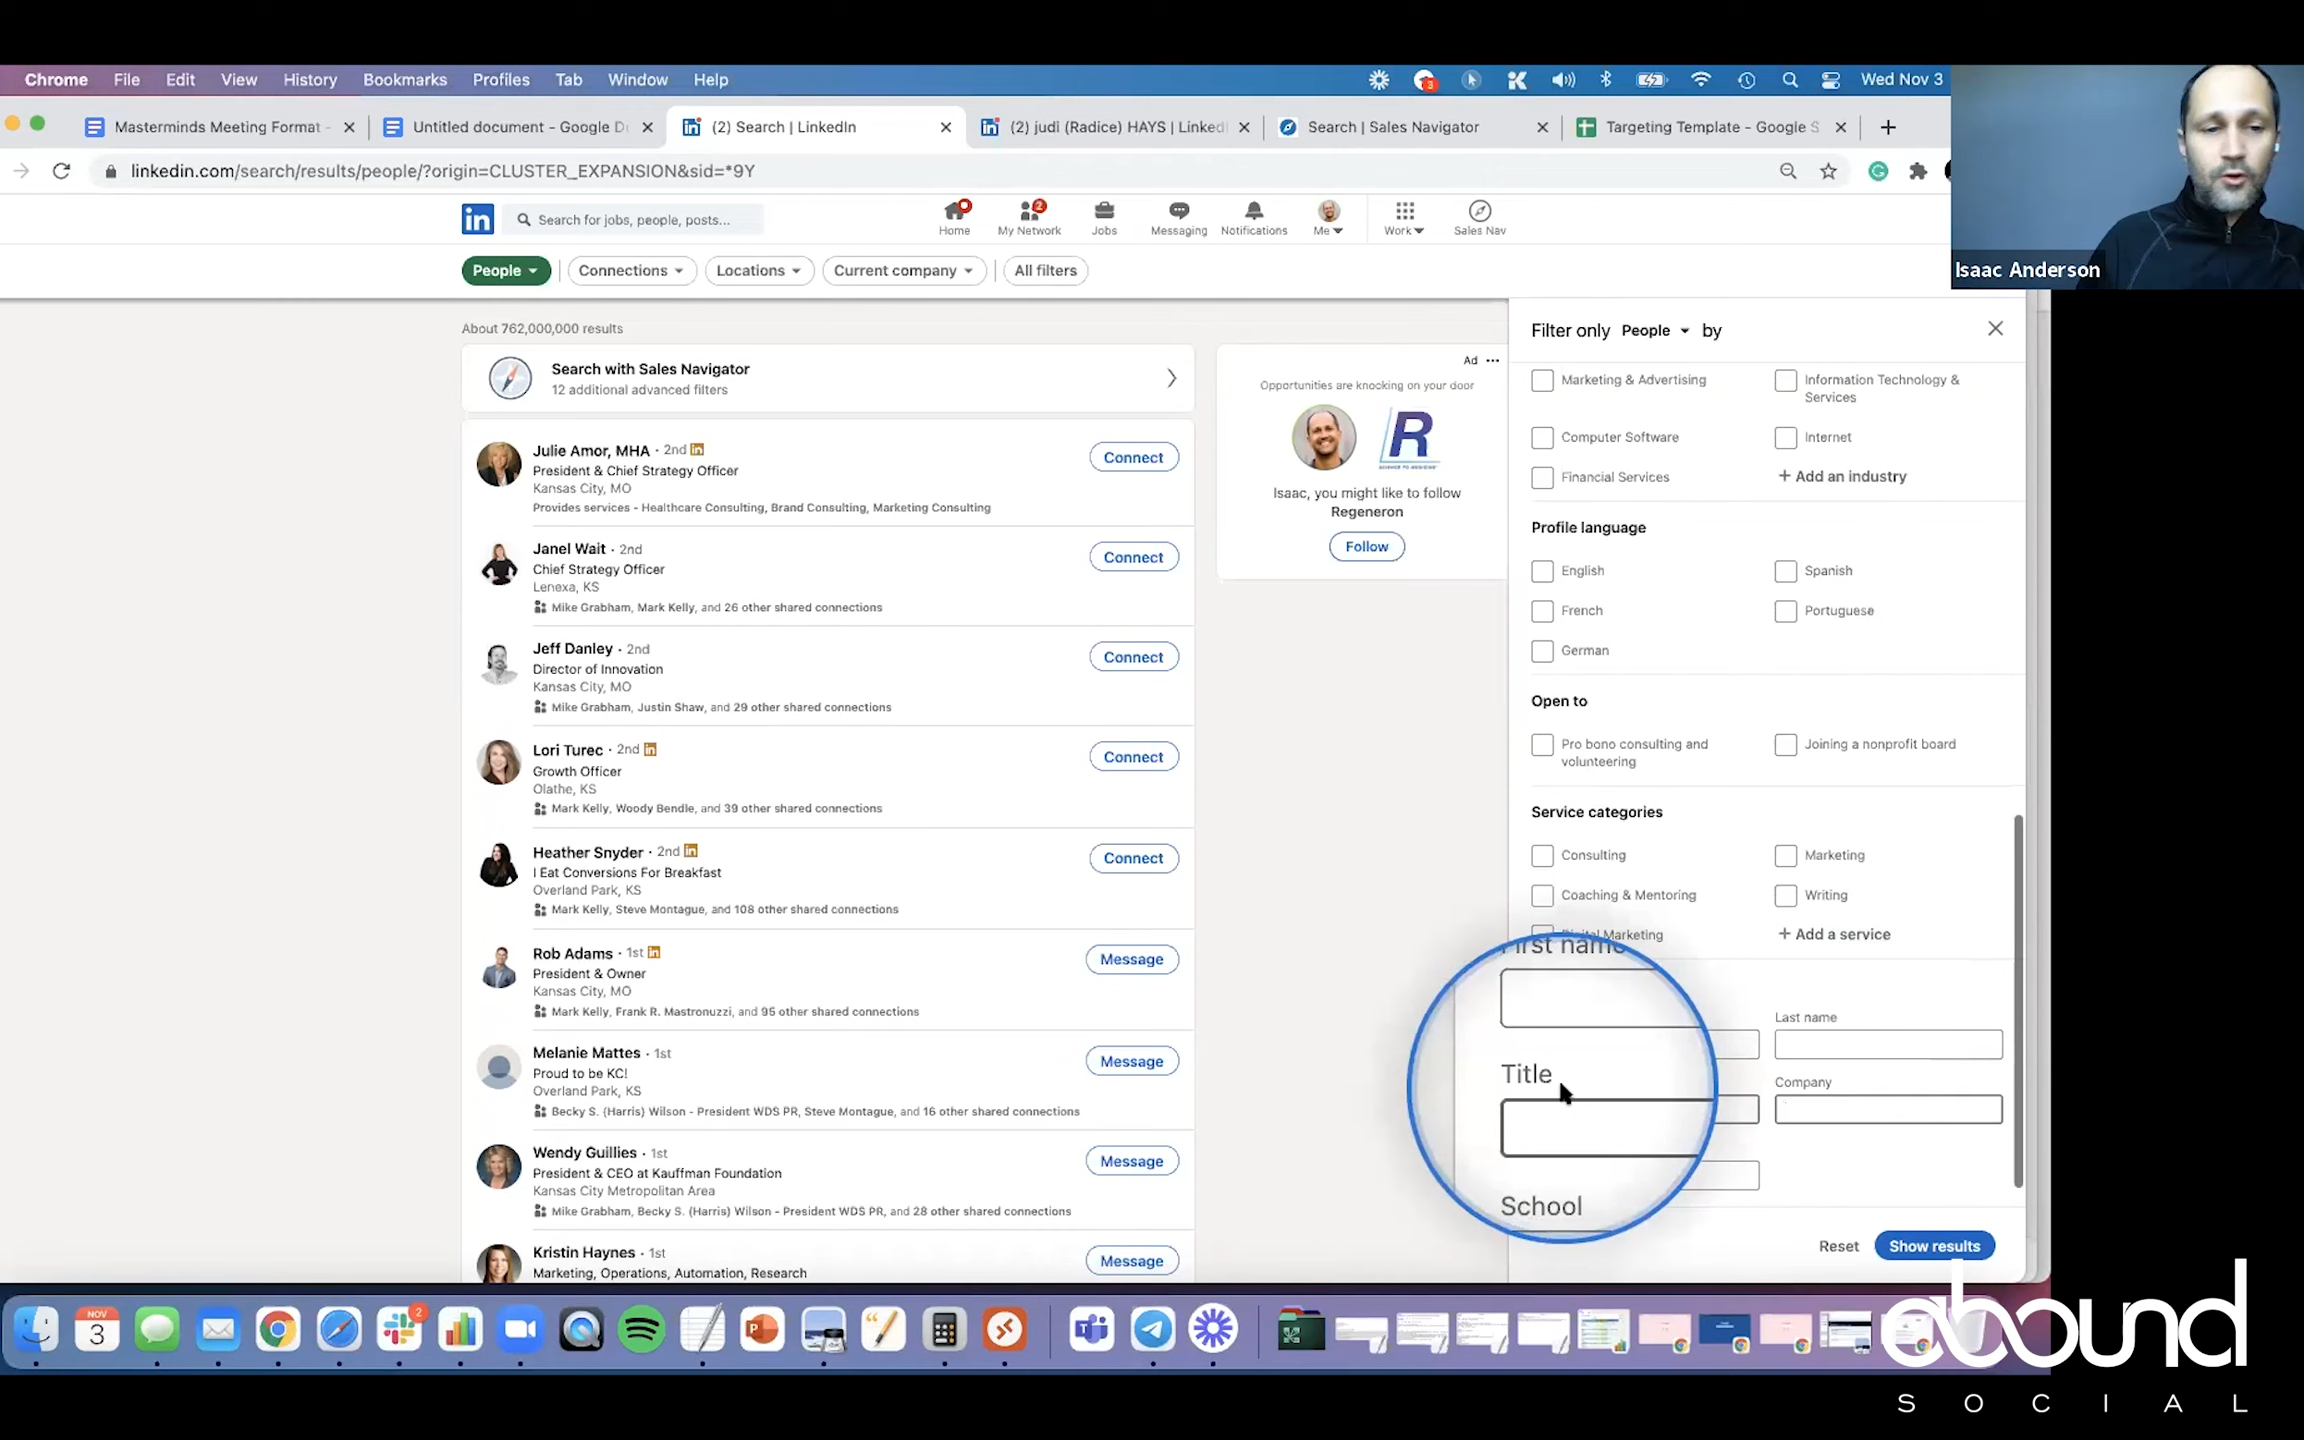 Chrome File Edit View History Bookmarks Profiles Tab Window Help
3
Wed Nov 3
Masterminds Meeting Format -
Untitled document - Google D
(2) Search | LinkedIn
(2) judi (Radice) HAYS | Linked
Search | Sales Navigator
Targeting Template - Google S
linkedin.com/search/results/people/?origin=CLUSTER_EXPANSION&sid=*9Y
Isaac Anderson
in
Search for jobs, people, posts...
Home
2
My Network
Jobs
Messaging
Notifications
Me
Work
Sales Nav
People
Connections
Locations
Current company
All filters
About 762,000,000 results
Search with Sales Navigator
12 additional advanced filters
Julie Amor, MHA · 2nd in
President & Chief Strategy Officer
Kansas City, MO
Provides services - Healthcare Consulting, Brand Consulting, Marketing Consulting
Connect
Janel Wait · 2nd
Chief Strategy Officer
Lenexa, KS
Mike Grabham, Mark Kelly, and 26 other shared connections
Connect
Jeff Danley · 2nd
Director of Innovation
Kansas City, MO
Mike Grabham, Justin Shaw, and 29 other shared connections
Connect
Lori Turec · 2nd in
Growth Officer
Olathe, KS
Mark Kelly, Woody Bendle, and 39 other shared connections
Connect
Heather Snyder · 2nd in
I Eat Conversions For Breakfast
Overland Park, KS
Mark Kelly, Steve Montague, and 108 other shared connections
Connect
Rob Adams · 1st in
President & Owner
Kansas City, MO
Mark Kelly, Frank R. Mastronuzzi, and 95 other shared connections
Message
Melanie Mattes · 1st
Proud to be KC!
Overland Park, KS
Becky S. (Harris) Wilson - President WDS PR, Steve Montague, and 16 other shared connections
Message
Wendy Guillies · 1st
President & CEO at Kauffman Foundation
Kansas City Metropolitan Area
Mike Grabham, Becky S. (Harris) Wilson - President WDS PR, and 28 other shared connections
Message
Kristin Haynes · 1st
Marketing, Operations, Automation, Research
Message
Ad ···
Opportunities are knocking on your door
R
Isaac, you might like to follow
Regeneron
Follow
Filter only People by
Marketing & Advertising
Information Technology &
Services
Computer Software
Internet
Financial Services
+ Add an industry
Profile language
English
Spanish
French
Portuguese
German
Open to
Pro bono consulting and
volunteering
Joining a nonprofit board
Service categories
Consulting
Marketing
Coaching & Mentoring
Writing
Digital Marketing
+ Add a service
First name
Last name
Title
Company
School
Reset
Show results
NOV
3
2
abound
SOCIAL